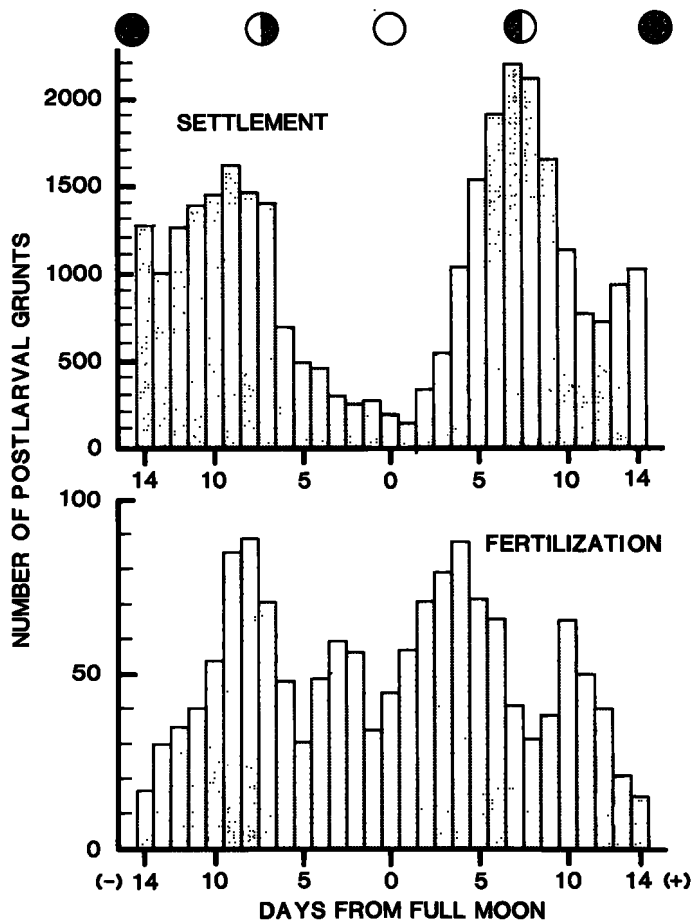 2000
SETTLEMENT
1500
1000
500
0
14 10 5 0 5 10 14
NUMBER OF POSTLARVAL GRUNTS
100
FERTILIZATION
50
0
(-) 14 10 5 0 5 10 14 (+)
DAYS FROM FULL MOON